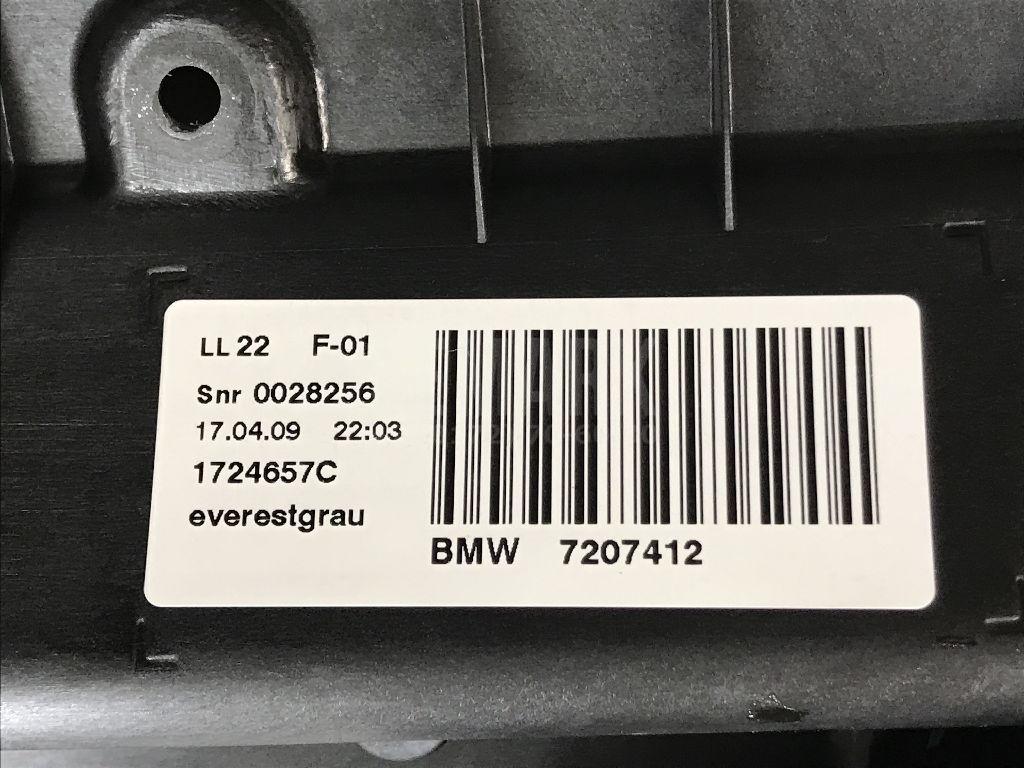 LL 22 F-01
Snr 0028256
17.04.09 22:03
1724657C
everestgrau
BMW 7207412